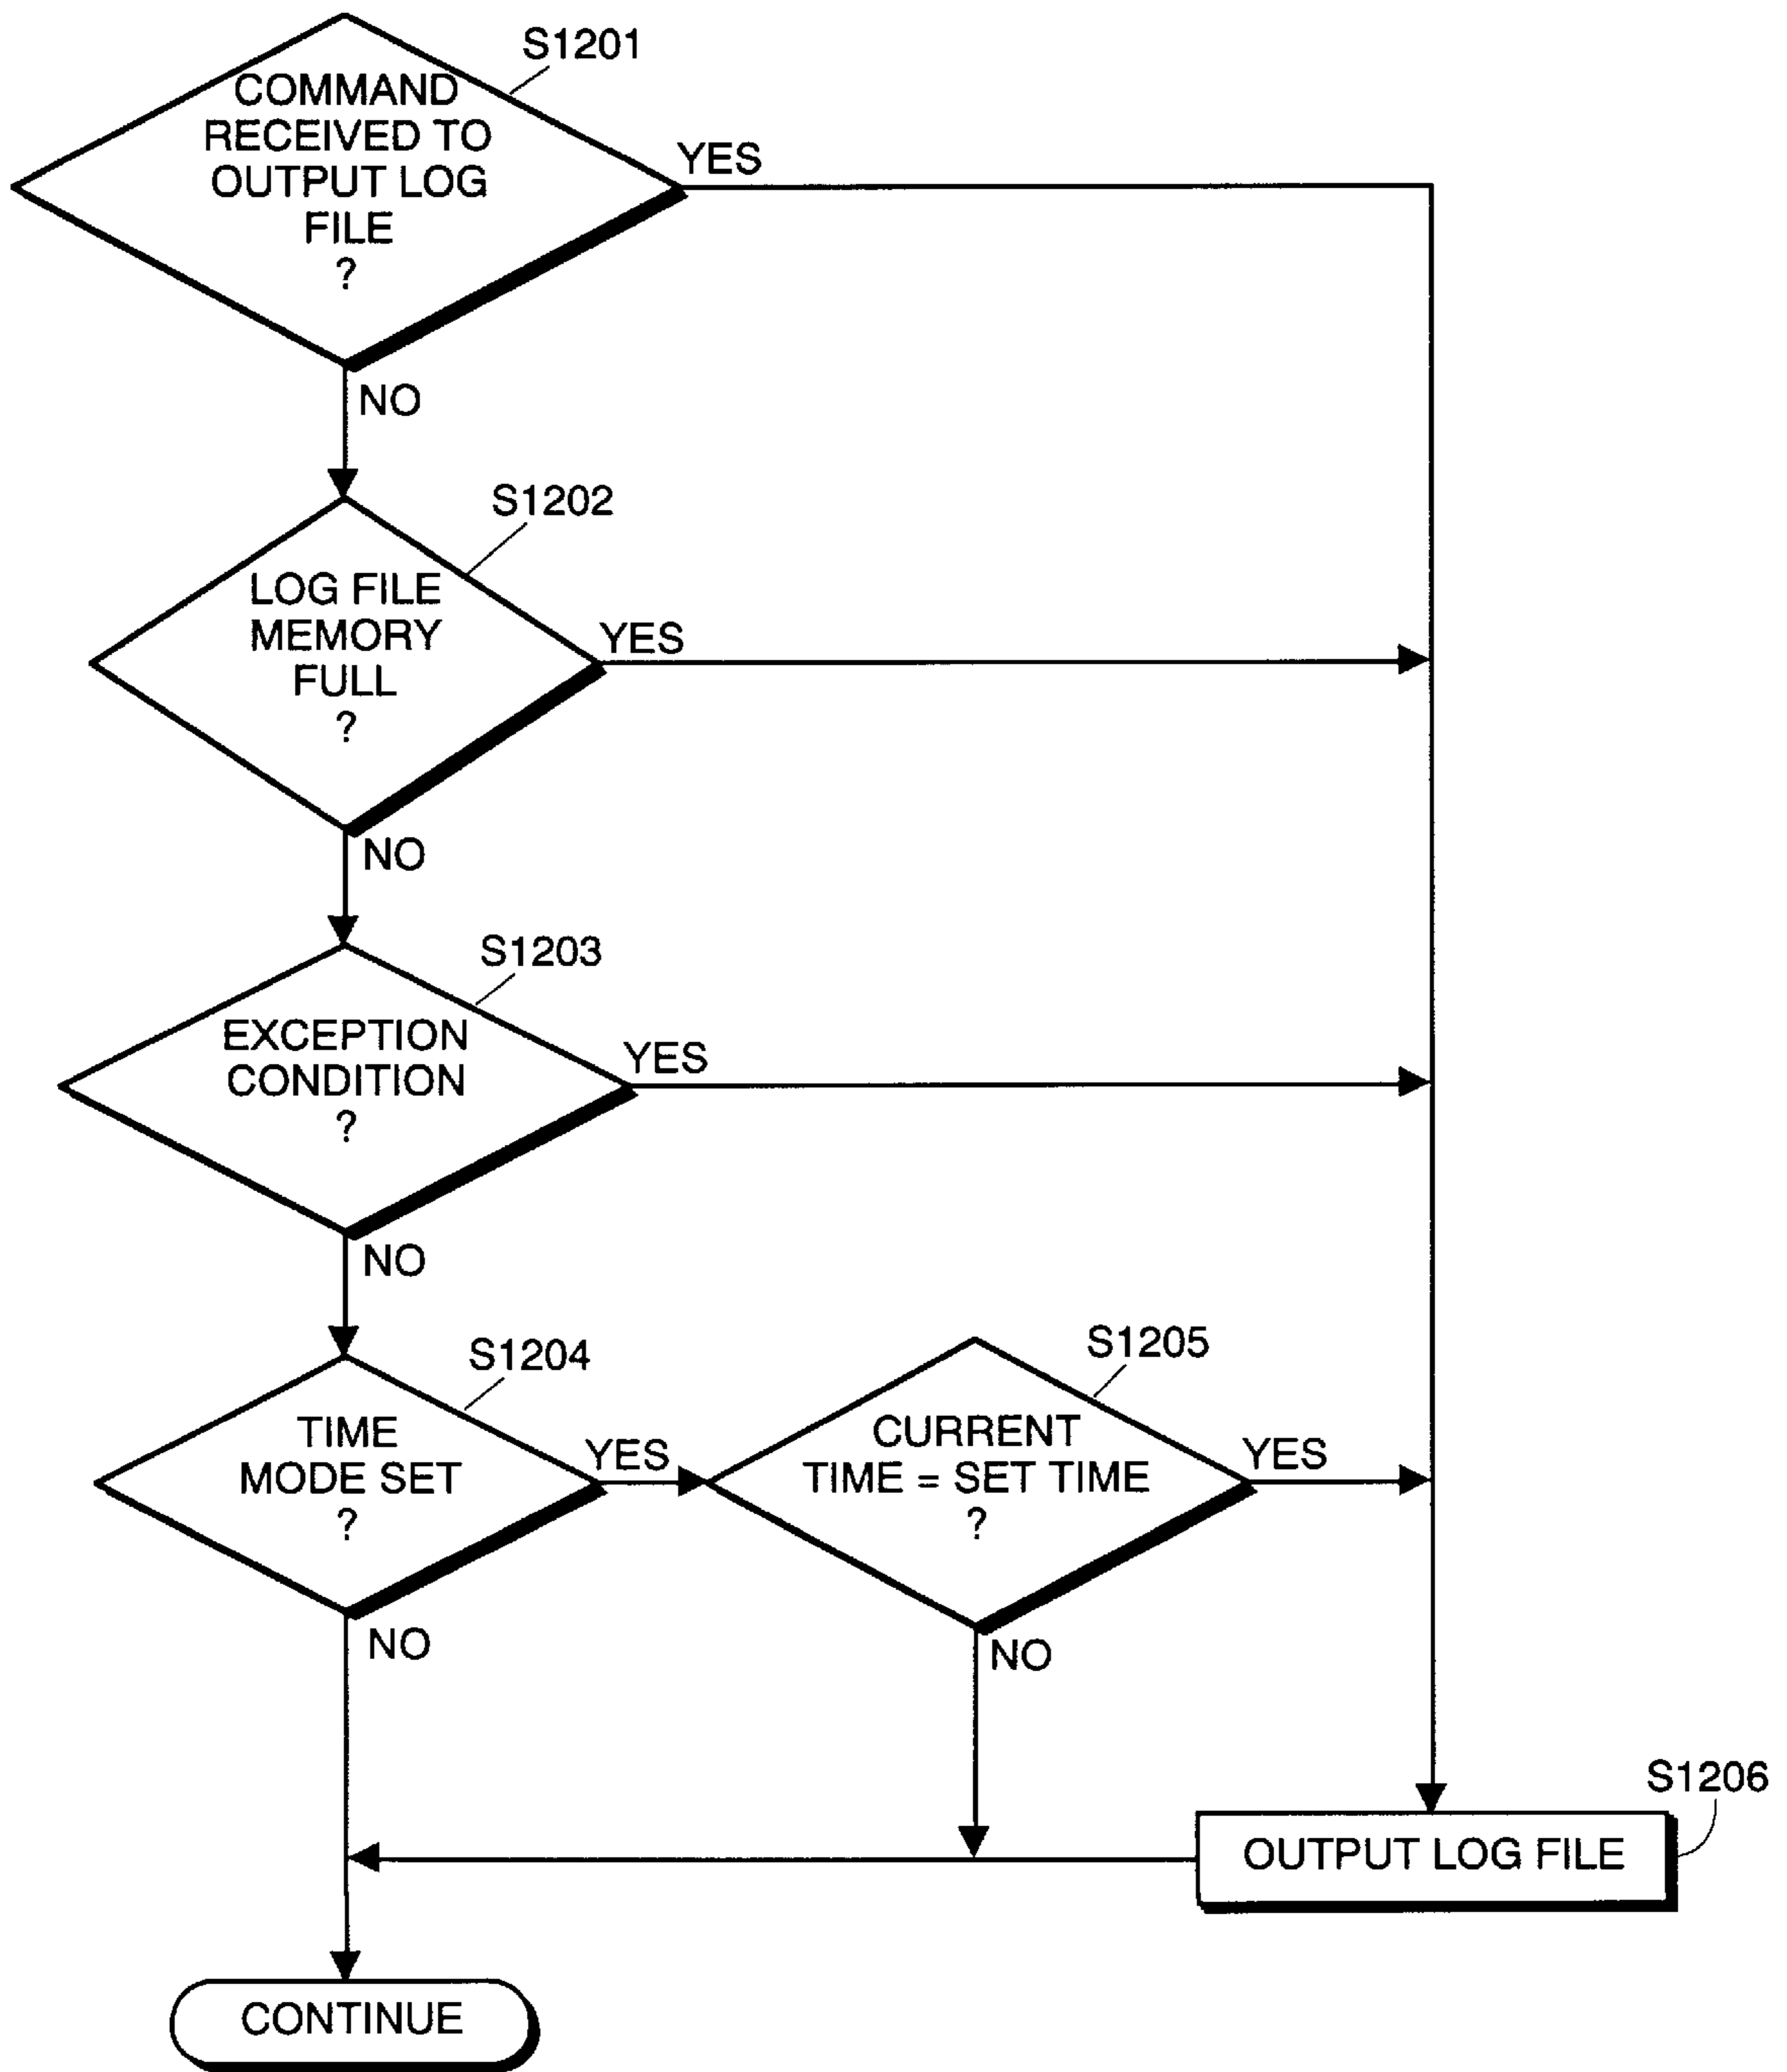 S1201
COMMAND
RECEIVED TO
OUTPUT LOG
FILE
?
YES
NO
S1202
LOG FILE
MEMORY
FULL
?
YES
NO
S1203
EXCEPTION
CONDITION
?
YES
NO
S1204
TIME
MODE SET
?
YES
NO
S1205
CURRENT
TIME = SET TIME
?
YES
NO
S1206
OUTPUT LOG FILE
CONTINUE